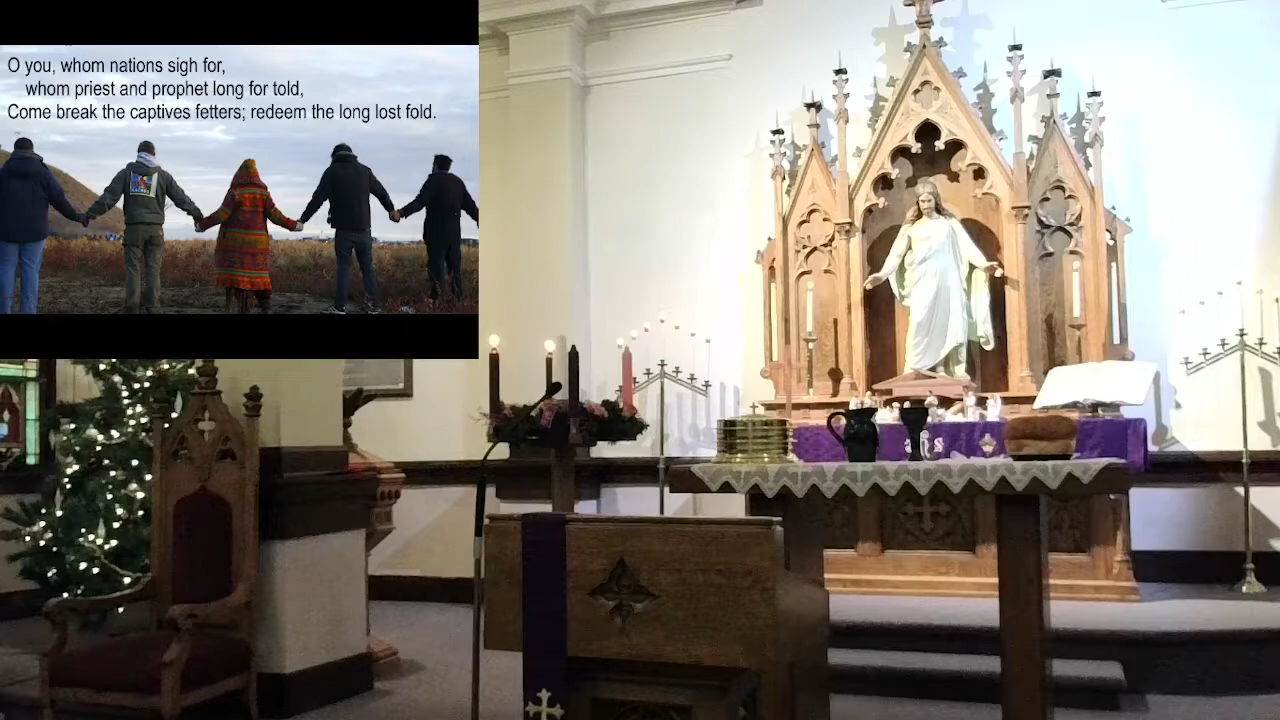 O you, whom nations sigh for,
whom priest and prophet long for told,
Come break the captives fetters; redeem the long lost fold.
IHS